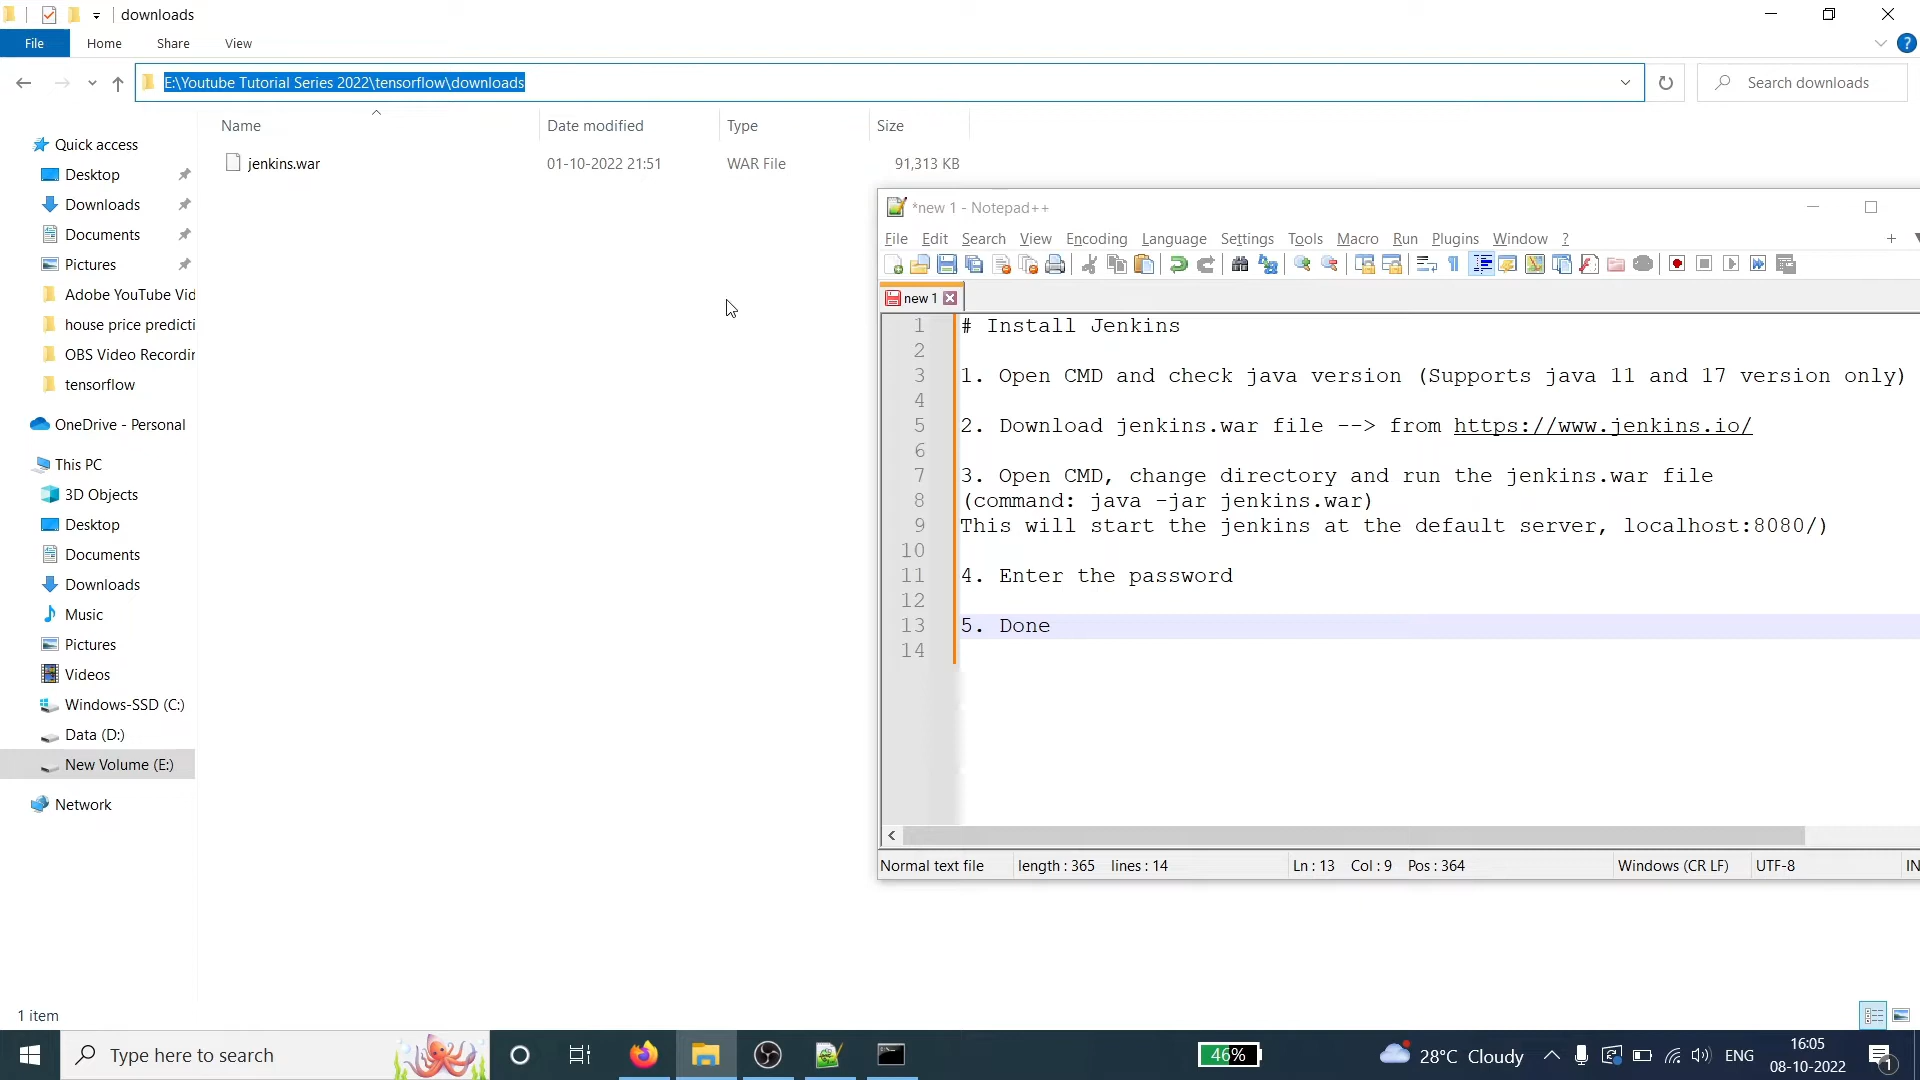 downloads
File Home Share View
E:\Youtube Tutorial Series 2022\tensorflow\downloads
Search downloads
Name Date modified Type Size
jenkins.war 01-10-2022 21:51 WAR File 91,313 KB
Quick access
Desktop
Downloads
Documents
Pictures
Adobe YouTube Vid
house price predicti
OBS Video Recordin
tensorflow
OneDrive - Personal
This PC
3D Objects
Desktop
Documents
Downloads
Music
Pictures
Videos
Windows-SSD (C:)
Data (D:)
New Volume (E:)
Network
1 item
*new 1 - Notepad++
File Edit Search View Encoding Language Settings Tools Macro Run Plugins Window ?
new 1
1 # Install Jenkins
2
3 1. Open CMD and check java version (Supports java 11 and 17 version only)
4
5 2. Download jenkins.war file --> from https://www.jenkins.io/
6
7 3. Open CMD, change directory and run the jenkins.war file
8 (command: java -jar jenkins.war)
9 This will start the jenkins at the default server, localhost:8080/)
10
11 4. Enter the password
12
13 5. Done
14
Normal text file length : 365 lines : 14 Ln : 13 Col : 9 Pos : 364 Windows (CR LF) UTF-8 IN
Type here to search
46%
28°C Cloudy
ENG
16:05
08-10-2022
1